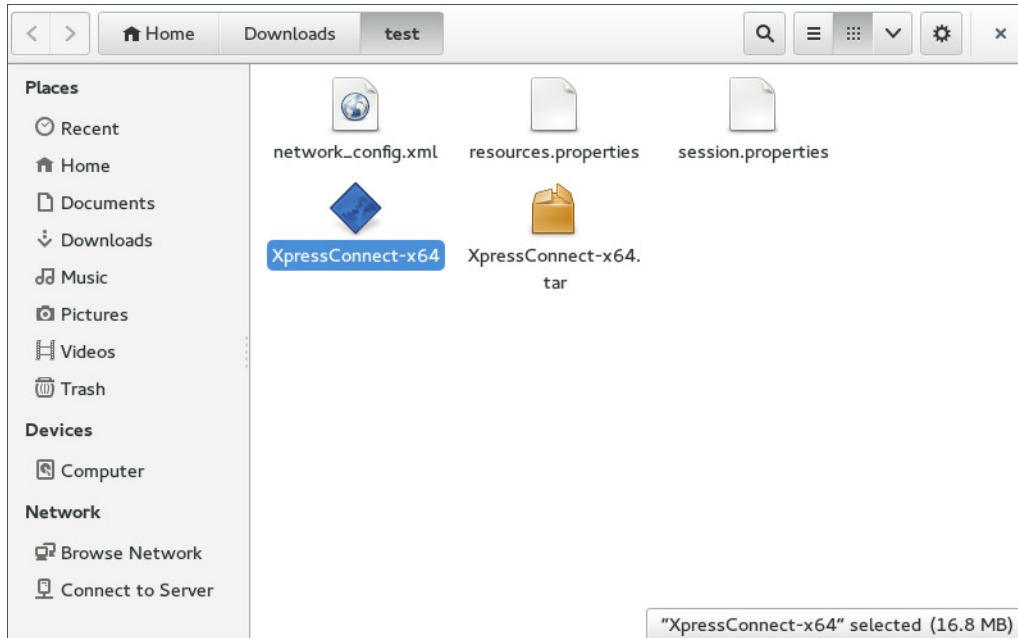 Home Downloads test
Places
Recent
Home
Documents
Downloads
Music
Pictures
Videos
Trash
Devices
Computer
Network
Browse Network
Connect to Server
network_config.xml resources.properties session.properties
XpressConnect-x64 XpressConnect-x64.
tar
"XpressConnect-x64" selected (16.8 MB)